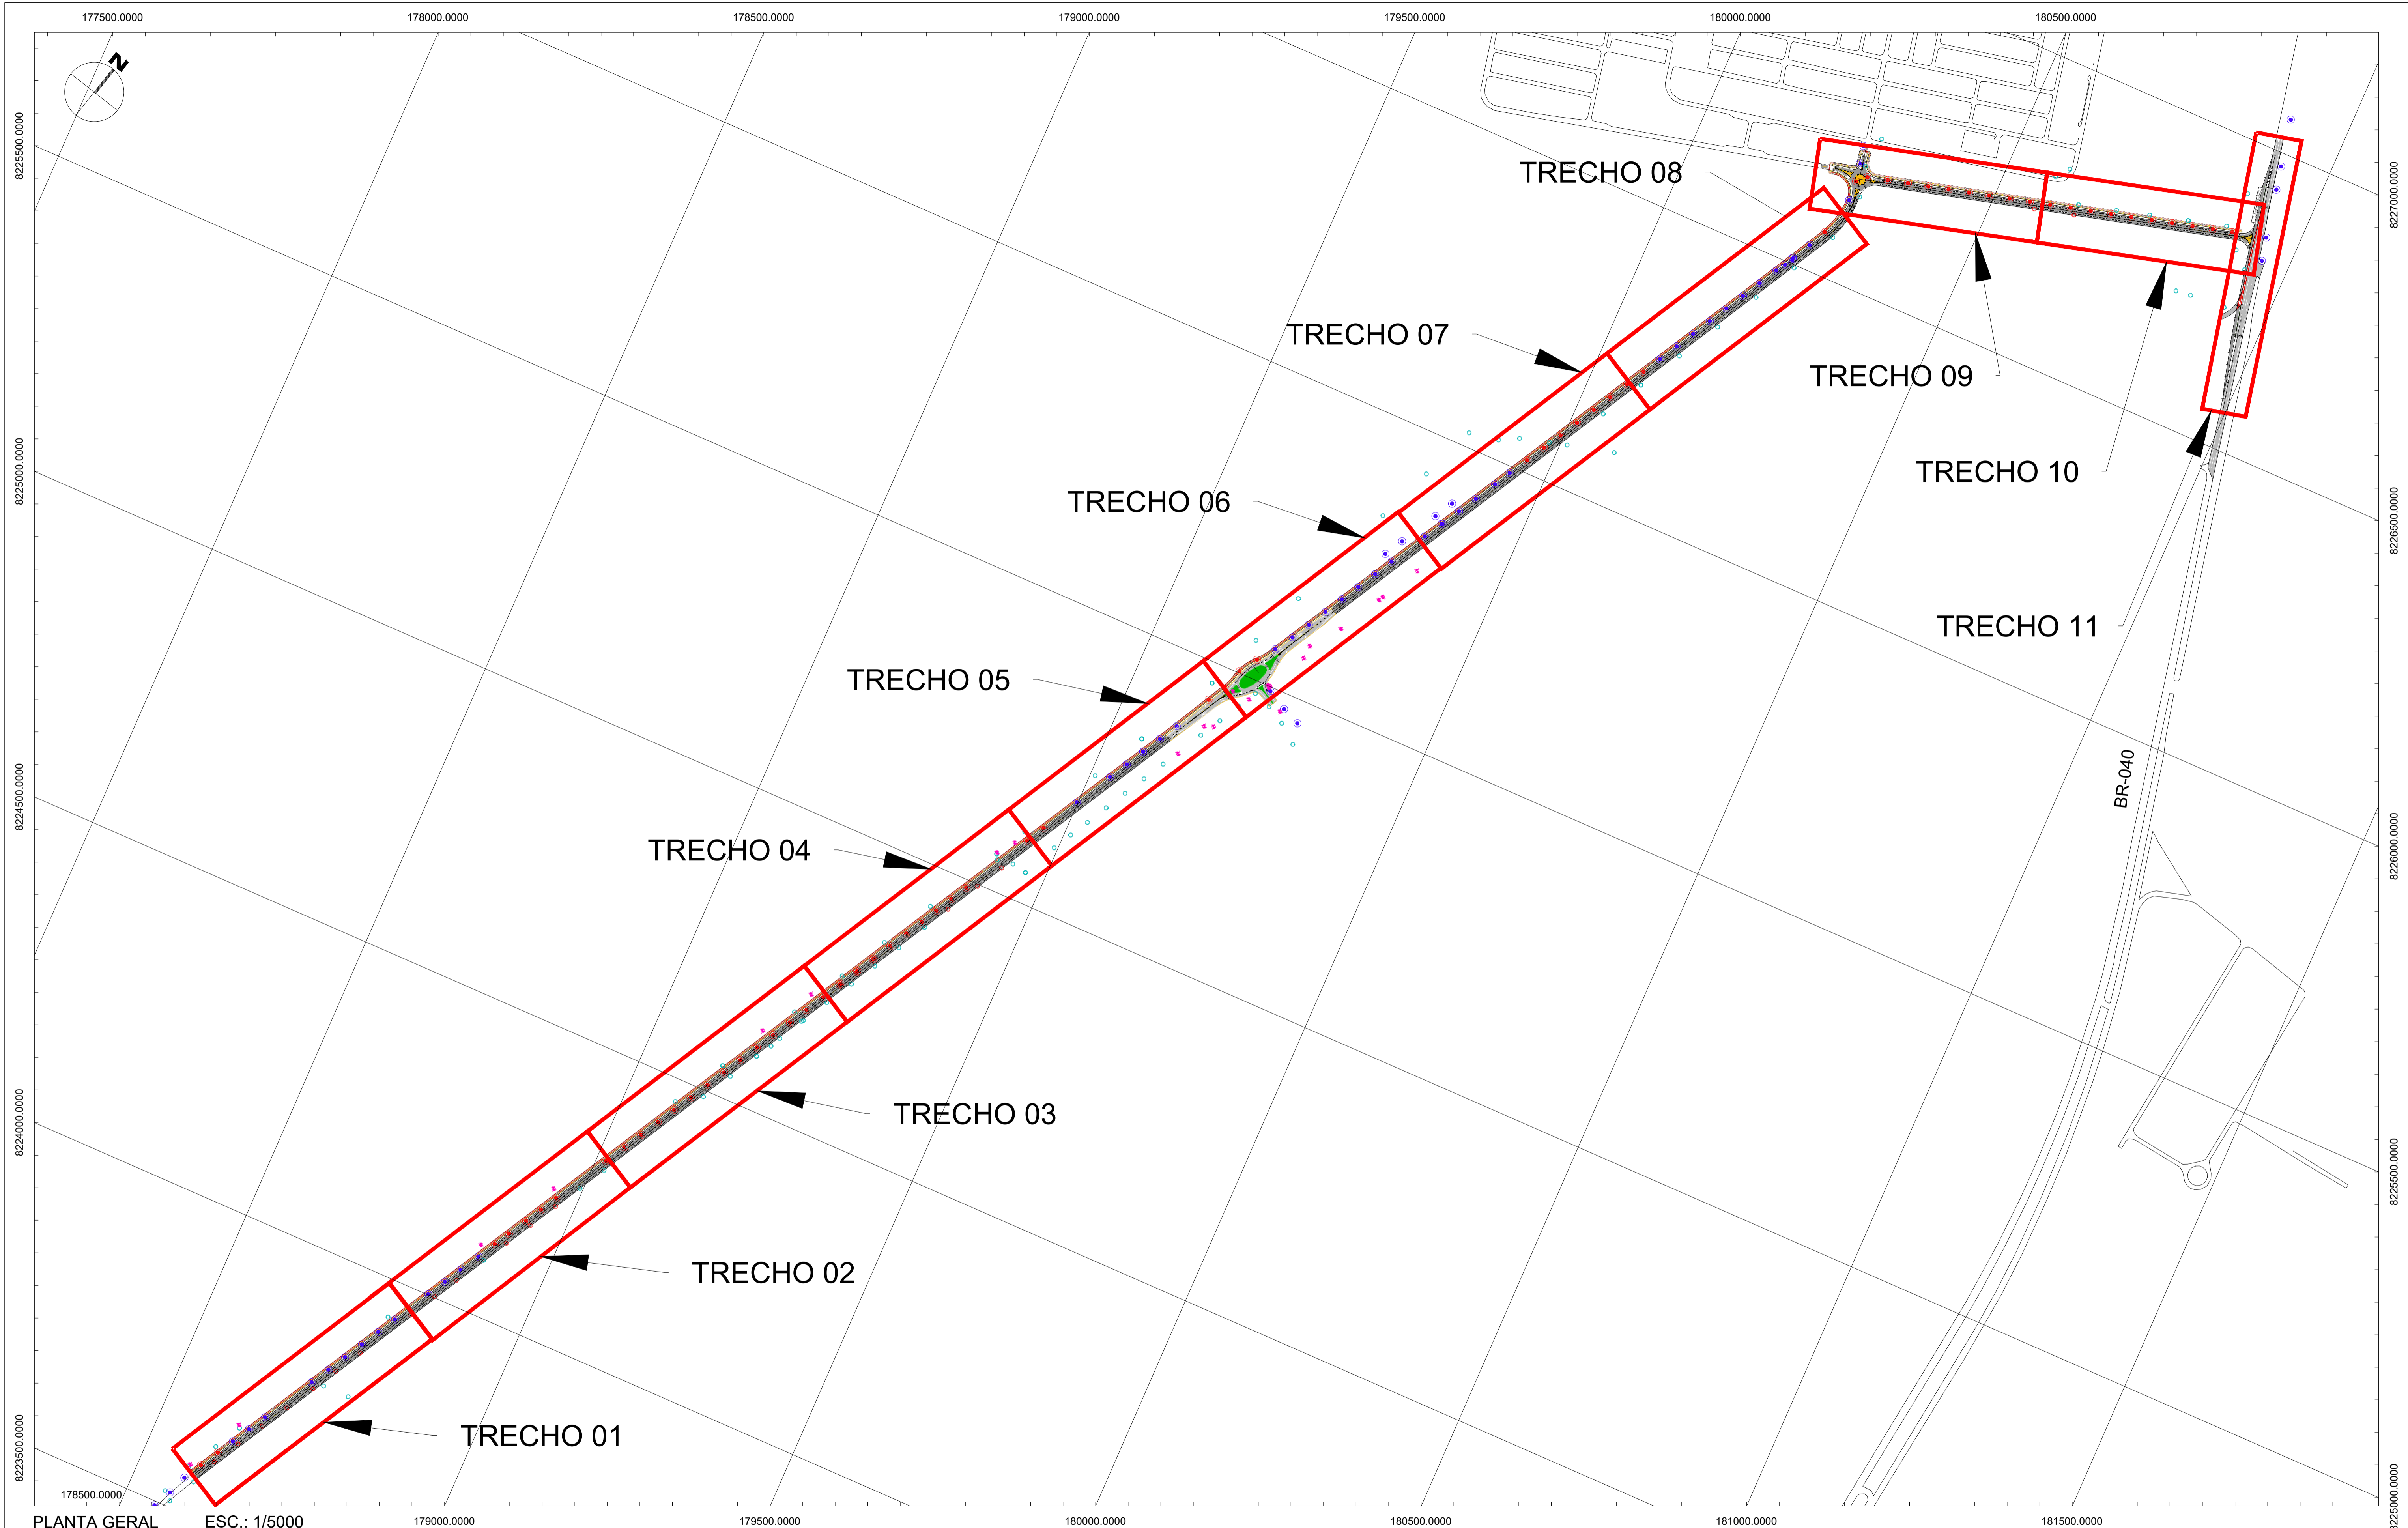 177500.0000
178000.0000
178500.0000
179000.0000
179500.0000
180000.0000
180500.0000
N
8225500.0000
8227000.0000
TRECHO 08
TRECHO 07
TRECHO 09
TRECHO 10
8225000.0000
8226500.0000
TRECHO 06
TRECHO 11
TRECHO 05
BR-040
8224500.0000
8226000.0000
TRECHO 04
TRECHO 03
8224000.0000
8225500.0000
TRECHO 02
TRECHO 01
8223500.0000
8225000.0000
178500.0000
PLANTA GERAL ESC.: 1/5000
179000.0000
179500.0000
180000.0000
180500.0000
181000.0000
181500.0000